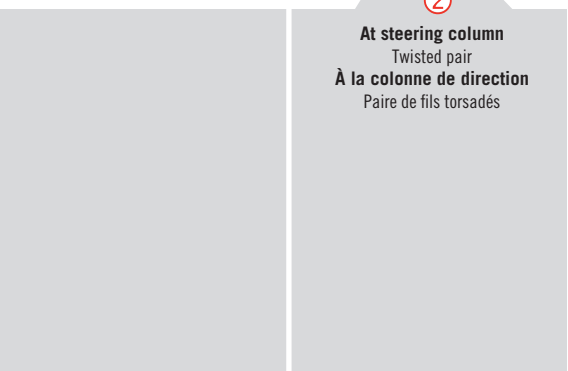 ②
At steering column
Twisted pair
À la colonne de direction
Paire de fils torsadés